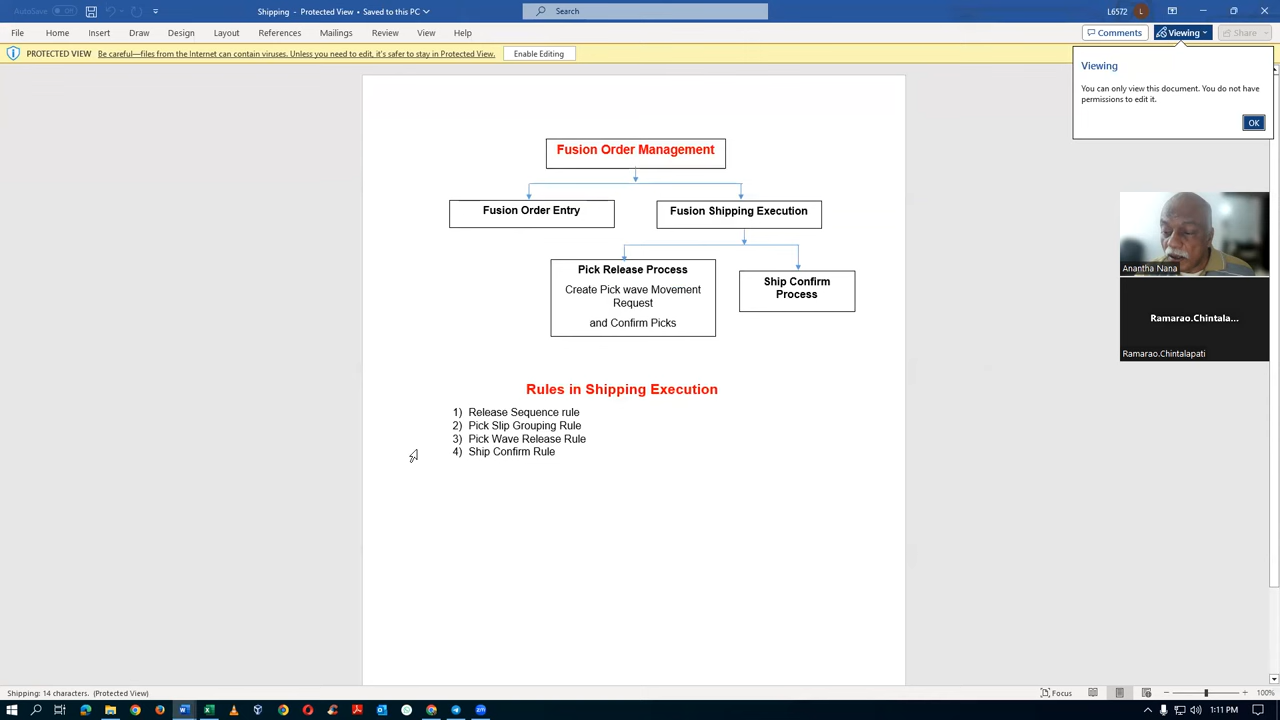 AutoSave
Off
Shipping - Protected View • Saved to this PC
Search
L6572
File
Home
Insert
Draw
Design
Layout
References
Mailings
Review
View
Help
Comments
Viewing
Share
PROTECTED VIEW
Be careful—files from the Internet can contain viruses. Unless you need to edit, it's safer to stay in Protected View.
Enable Editing
Viewing
You can only view this document. You do not have
permissions to edit it.
OK
Fusion Order Management
Fusion Order Entry
Fusion Shipping Execution
Pick Release Process
Create Pick wave Movement
Request
and Confirm Picks
Ship Confirm
Process
Anantha Nana
Ramarao.Chintala...
Ramarao.Chintalapati
Rules in Shipping Execution
1) Release Sequence rule
2) Pick Slip Grouping Rule
3) Pick Wave Release Rule
4) Ship Confirm Rule
Shipping: 14 characters. (Protected View)
Focus
100%
1:11 PM